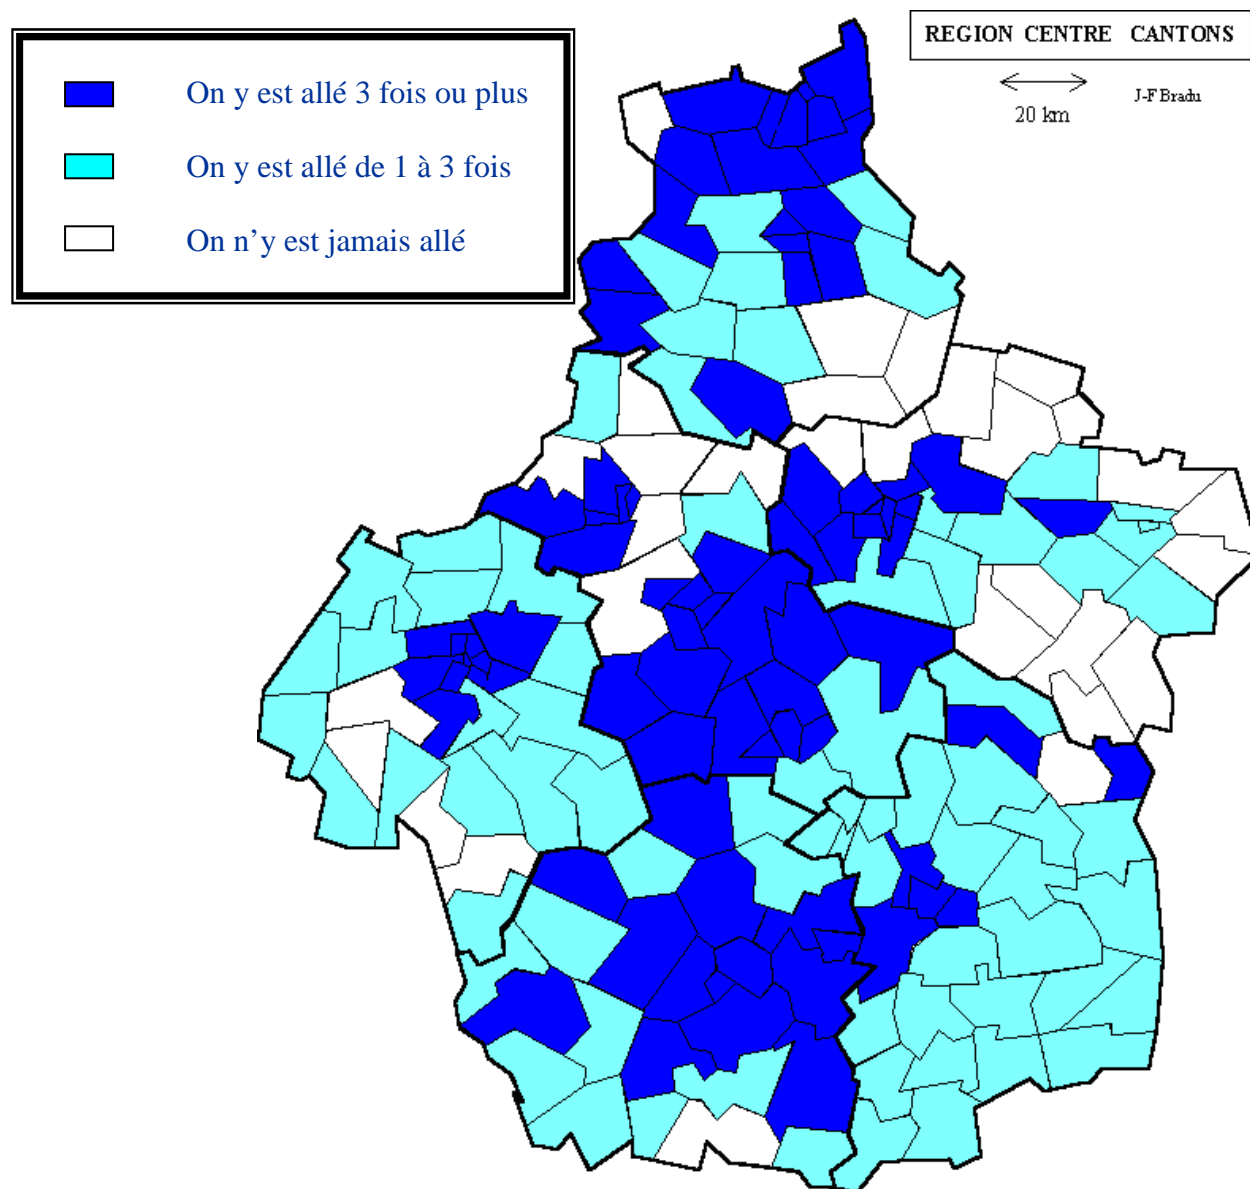 On y est allé 3 fois ou plus
On y est allé de 1 à 3 fois
On n’y est jamais allé
REGION CENTRE CANTONS
20 km
J-F Bradu